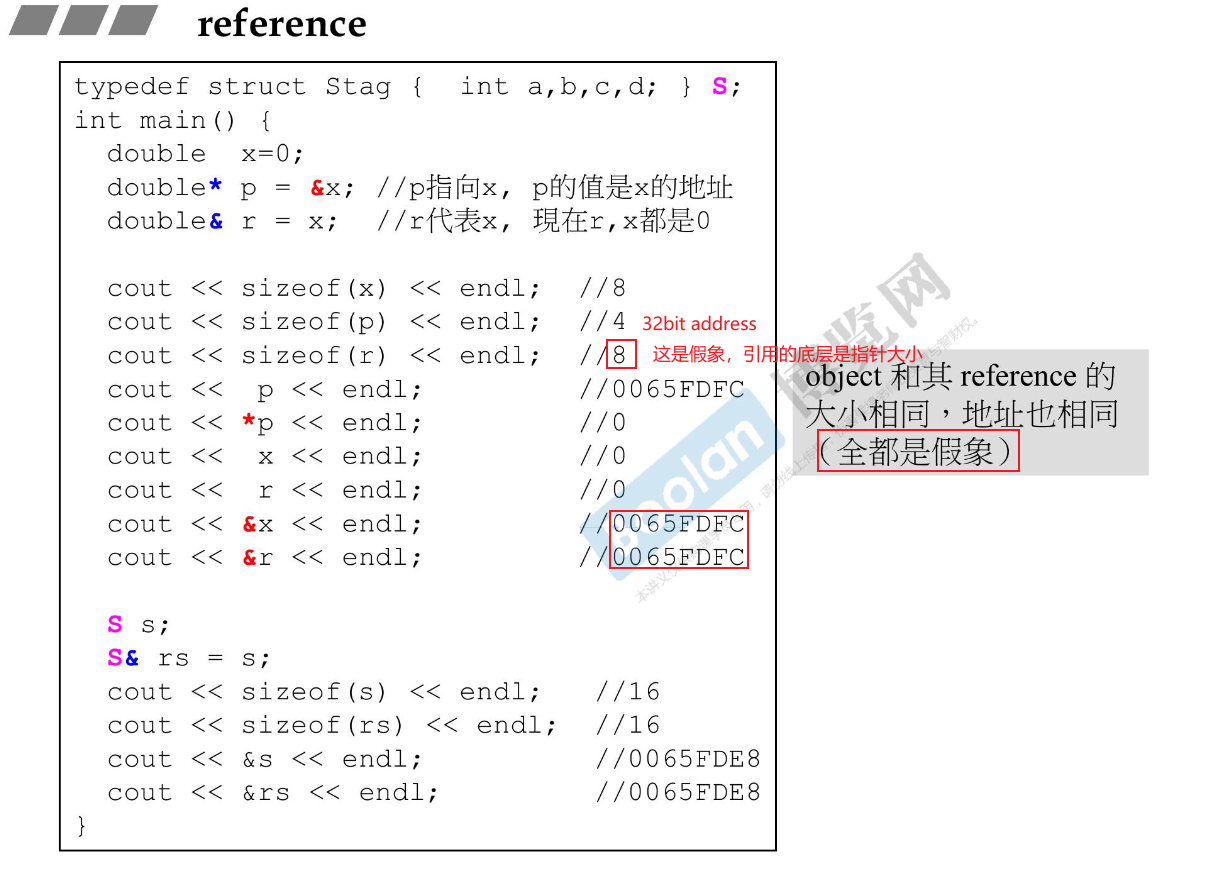 reference
typedef struct Stag {  int a,b,c,d; } S;
int main() {
  double  x=0;
  double* p = &x; //p指向x, p的值是x的地址
  double& r = x;  //r代表x, 現在r,x都是0
  cout << sizeof(x) << endl;  //8
  cout << sizeof(p) << endl;  //4 32bit address
  cout << sizeof(r) << endl;  //8 这是假象，引用的底层是指针大小
  cout <<  p << endl;         //0065FDFC
  cout << *p << endl;         //0
  cout <<  x << endl;         //0
  cout <<  r << endl;         //0
  cout << &x << endl;         //0065FDFC
  cout << &r << endl;         //0065FDFC
  S s;
  S& rs = s;
  cout << sizeof(s) << endl;   //16
  cout << sizeof(rs) << endl;  //16
  cout << &s << endl;          //0065FDE8
  cout << &rs << endl;         //0065FDE8
}
object 和其 reference 的
大小相同，地址也相同
（全都是假象）
Boolan
博览网